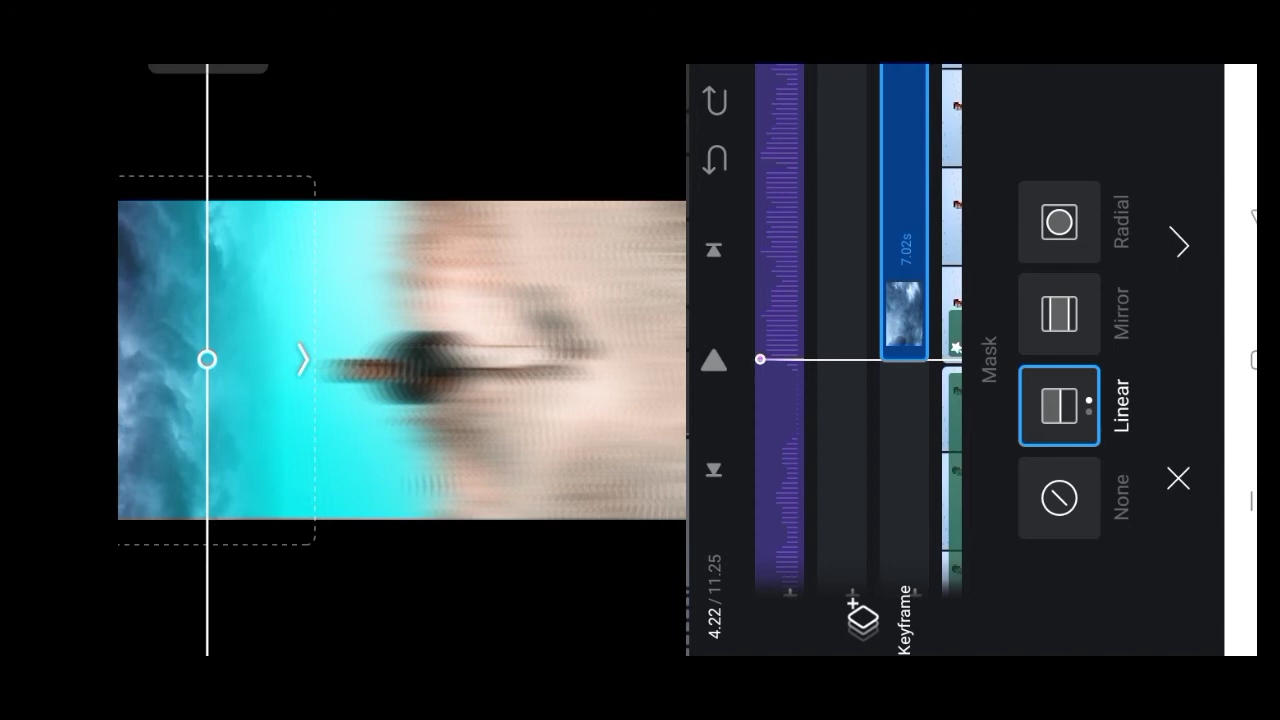 4.22 / 11.25
Keyframe
7.02s
Mask
None
Linear
Mirror
Radial